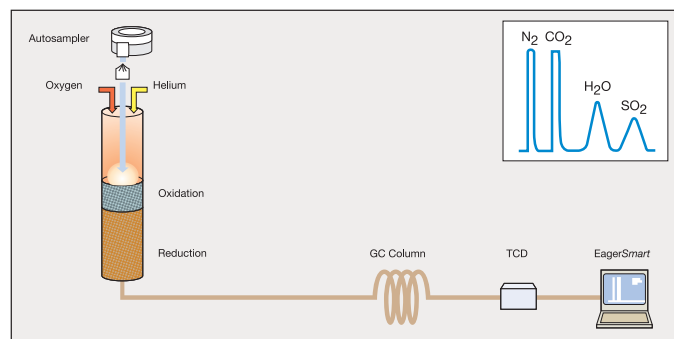 Autosampler
Oxygen
Helium
Oxidation
Reduction
GC Column
TCD
EagerSmart
N2 CO2
H2O
SO2